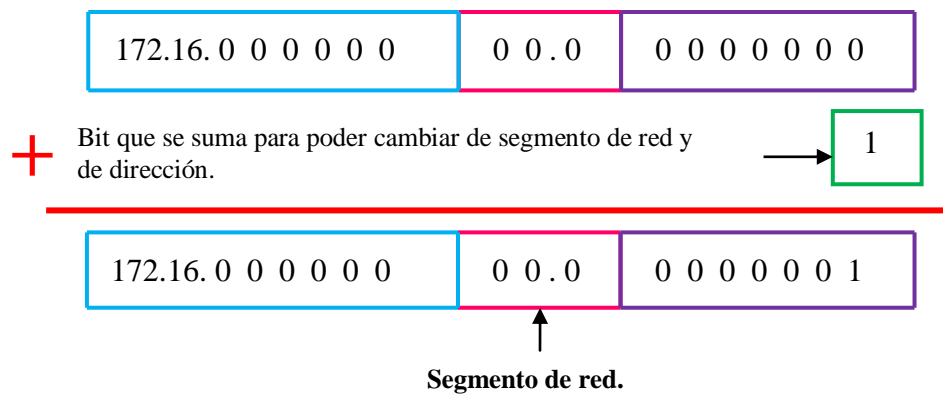 172.16. 0 0 0 0 0 0 0 0 . 0 0 0 0 0 0 0 0
+ Bit que se suma para poder cambiar de segmento de red y
de dirección. 1
172.16. 0 0 0 0 0 0 0 0 . 0 0 0 0 0 0 0 1
Segmento de red.